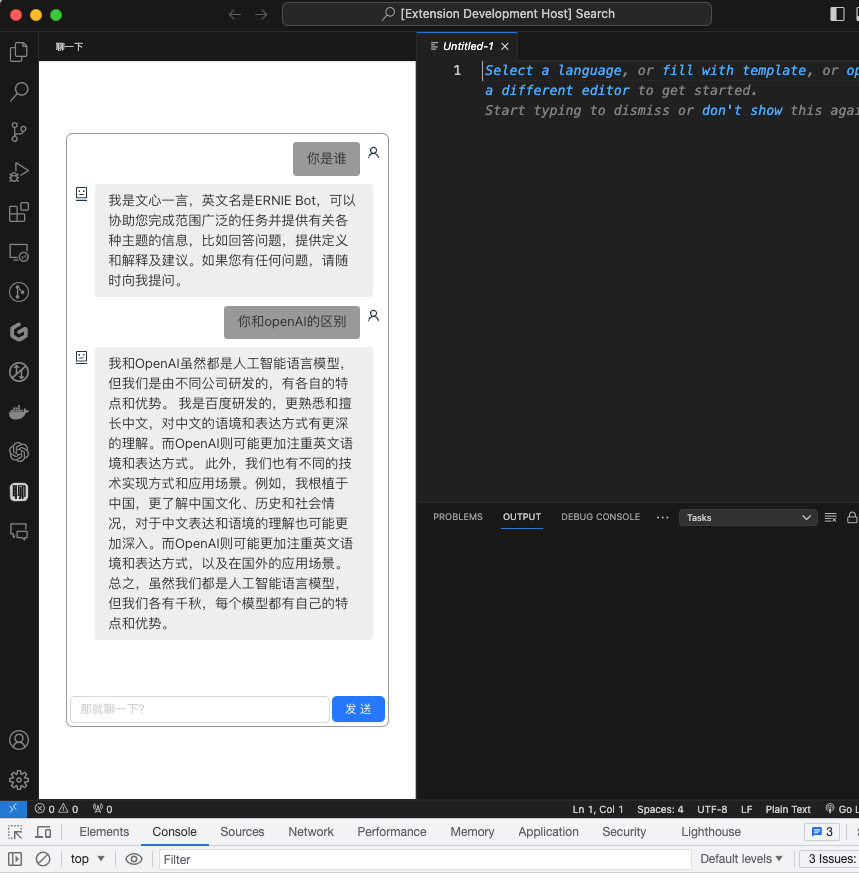 [Extension Development Host] Search
聊一下
Untitled-1
1
Select a language, or fill with template, or op
a different editor to get started.
Start typing to dismiss or don't show this agai
你是谁
我是文心一言，英文名是ERNIE Bot，可以
协助您完成范围广泛的任务并提供有关各
种主题的信息，比如回答问题，提供定义
和解释及建议。如果您有任何问题，请随
时向我提问。
你和openAI的区别
我和OpenAI虽然都是人工智能语言模型，
但我们是由不同公司研发的，有各自的特
点和优势。 我是百度研发的，更熟悉和擅
长中文，对中文的语境和表达方式有更深
的理解。而OpenAI则可能更加注重英文语
境和表达方式。 此外，我们也有不同的技
术实现方式和应用场景。例如，我根植于
中国，更了解中国文化、历史和社会情
况，对于中文表达和语境的理解也可能更
加深入。而OpenAI则可能更加注重英文语
境和表达方式，以及在国外的应用场景。
总之，虽然我们都是人工智能语言模型，
但我们各有千秋，每个模型都有自己的特
点和优势。
那就聊一下?
发 送
PROBLEMS OUTPUT DEBUG CONSOLE ··· Tasks
0 0 0 Ln 1, Col 1 Spaces: 4 UTF-8 LF Plain Text Go L
Elements Console Sources Network Performance Memory Application Security Lighthouse 3
top Filter Default levels 3 Issues: